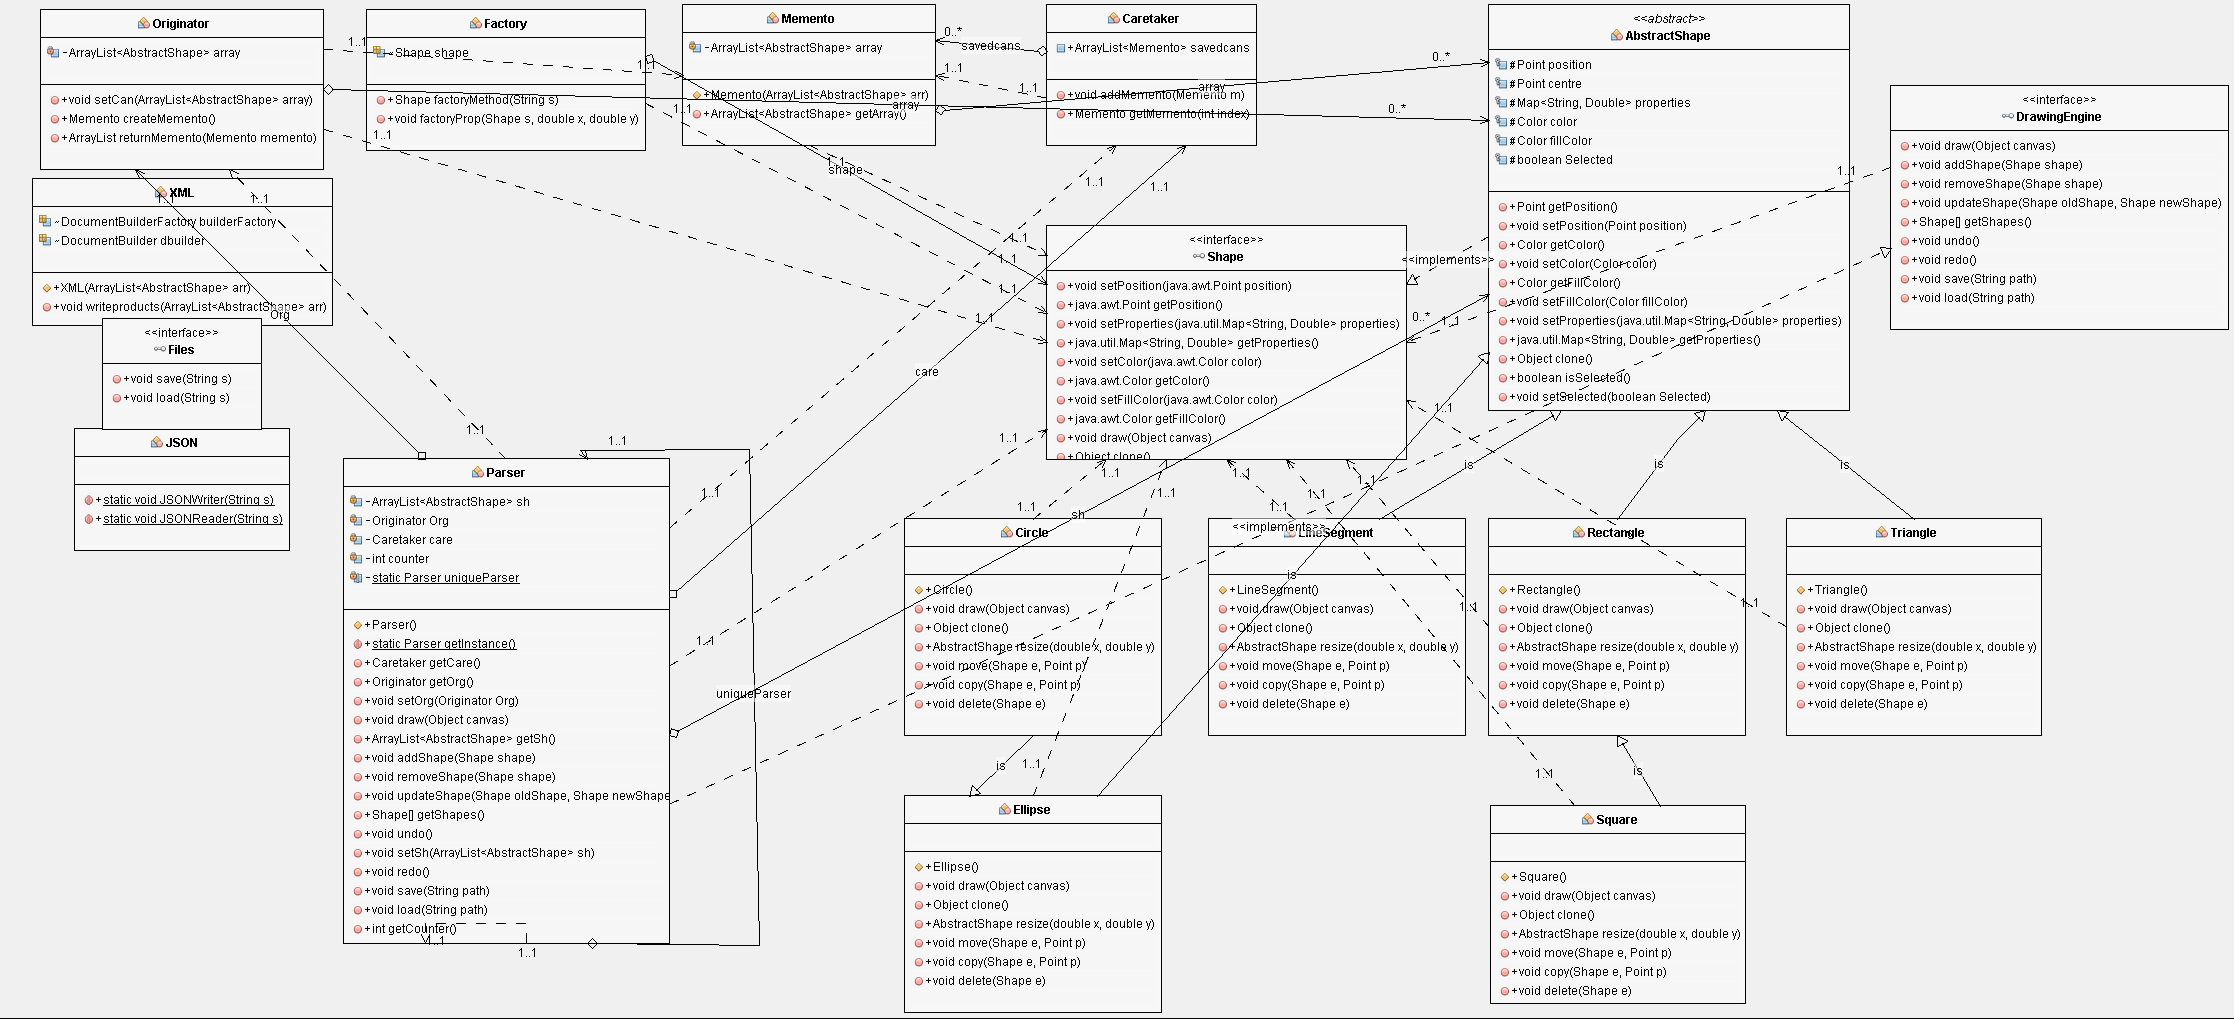 Originator
~ArrayList<AbstractShape> array
+void setCan(ArrayList<AbstractShape> array)
+Memento createMemento()
+ArrayList returnMemento(Memento memento)
Factory
~Shape shape
+Shape factoryMethod(String s)
+void factoryProp(Shape s, double x, double y)
Memento
-ArrayList<AbstractShape> array
+Memento(ArrayList<AbstractShape> arr)
+ArrayList<AbstractShape> getArray()
Caretaker
+ArrayList<Memento> savedcans
+void addMemento(Memento m)
+Memento getMemento(int index)
<<abstract>>
AbstractShape
#Point position
#Point centre
#Map<String, Double> properties
#Color color
#Color fillColor
#boolean Selected
+Point getPosition()
+void setPosition(Point position)
+Color getColor()
+void setColor(Color color)
+Color getFillColor()
+void setFillColor(Color fillColor)
+void setProperties(java.util.Map<String, Double> properties)
+java.util.Map<String, Double> getProperties()
+Object clone()
+boolean isSelected()
+void setSelected(boolean Selected)
<<interface>>
DrawingEngine
+void draw(Object canvas)
+void addShape(Shape shape)
+void removeShape(Shape shape)
+void updateShape(Shape oldShape, Shape newShape)
+Shape[] getShapes()
+void undo()
+void redo()
+void save(String path)
+void load(String path)
XML
~DocumentBuilderFactory builderFactory
~DocumentBuilder dbuilder
+XML(ArrayList<AbstractShape> arr)
+void writeproducts(ArrayList<AbstractShape> arr)
<<interface>>
Files
+void save(String s)
+void load(String s)
JSON
+static void JSONWriter(String s)
+static void JSONReader(String s)
<<interface>>
Shape
+void setPosition(java.awt.Point position)
+java.awt.Point getPosition()
+void setProperties(java.util.Map<String, Double> properties)
+java.util.Map<String, Double> getProperties()
+void setColor(java.awt.Color color)
+java.awt.Color getColor()
+void setFillColor(java.awt.Color color)
+java.awt.Color getFillColor()
+void draw(Object canvas)
+Object clone()
Parser
-ArrayList<AbstractShape> sh
-Originator Org
-Caretaker care
-int counter
-static Parser uniqueParser
+Parser()
+static Parser getInstance()
+Caretaker getCare()
+Originator getOrg()
+void setOrg(Originator Org)
+void draw(Object canvas)
+ArrayList<AbstractShape> getSh()
+void addShape(Shape shape)
+void removeShape(Shape shape)
+void updateShape(Shape oldShape, Shape newShape
+Shape[] getShapes()
+void undo()
+void setSh(ArrayList<AbstractShape> sh)
+void redo()
+void save(String path)
+void load(String path)
+int getCounter()
Circle
+Circle()
+void draw(Object canvas)
+Object clone()
+AbstractShape resize(double x, double y)
+void move(Shape e, Point p)
+void copy(Shape e, Point p)
+void delete(Shape e)
LineSegment
+LineSegment()
+void draw(Object canvas)
+Object clone()
+AbstractShape resize(double x, double y)
+void move(Shape e, Point p)
+void copy(Shape e, Point p)
+void delete(Shape e)
Rectangle
+Rectangle()
+void draw(Object canvas)
+Object clone()
+AbstractShape resize(double x, double y)
+void move(Shape e, Point p)
+void copy(Shape e, Point p)
+void delete(Shape e)
Triangle
+Triangle()
+void draw(Object canvas)
+Object clone()
+AbstractShape resize(double x, double y)
+void move(Shape e, Point p)
+void copy(Shape e, Point p)
+void delete(Shape e)
Ellipse
+Ellipse()
+void draw(Object canvas)
+Object clone()
+AbstractShape resize(double x, double y)
+void move(Shape e, Point p)
+void copy(Shape e, Point p)
+void delete(Shape e)
Square
+Square()
+void draw(Object canvas)
+Object clone()
+AbstractShape resize(double x, double y)
+void move(Shape e, Point p)
+void copy(Shape e, Point p)
+void delete(Shape e)
1..1
1..1
0..*
savedcans
1..1
1..1
0..*
array
array
0..*
1..1
1..1
1..1
shape
1..1
1..1
1..1
1..1
1..1
1..1
1..1
1..1
1..1
<<implements>>
0..*
1..1
Org
care
1..1
1..1
1..1
1..1
1..1
is
is
is
1..1
1..1
1..1
1..1
1..1
1..1
sh
<<implements>>
is
1..1
1..1
1..1
uniqueParser
is
1..1
1..1
is
1..1
1..1